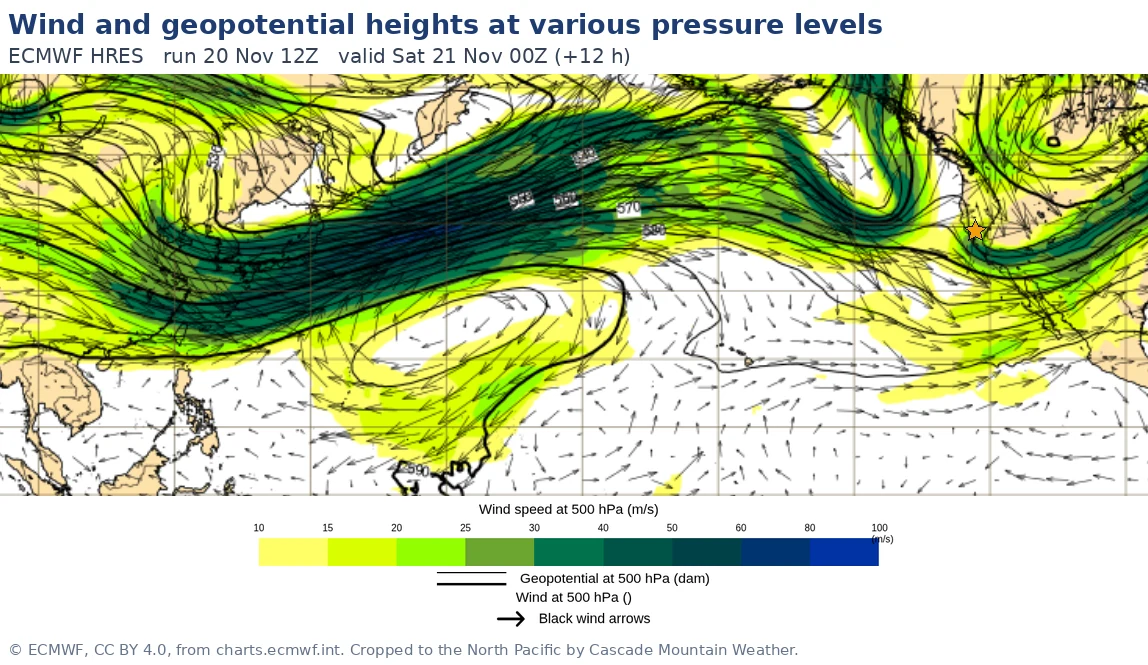 Wind and geopotential heights at various pressure levels
ECMWF HRES   run 20 Nov 12Z   valid Sat 21 Nov 00Z (+12 h)
560
570
580
590
Wind speed at 500 hPa (m/s)
10 15 20 25 30 40 50 60 80 100
(m/s)
Geopotential at 500 hPa (dam)
Wind at 500 hPa ()
Black wind arrows
© ECMWF, CC BY 4.0, from charts.ecmwf.int. Cropped to the North Pacific by Cascade Mountain Weather.